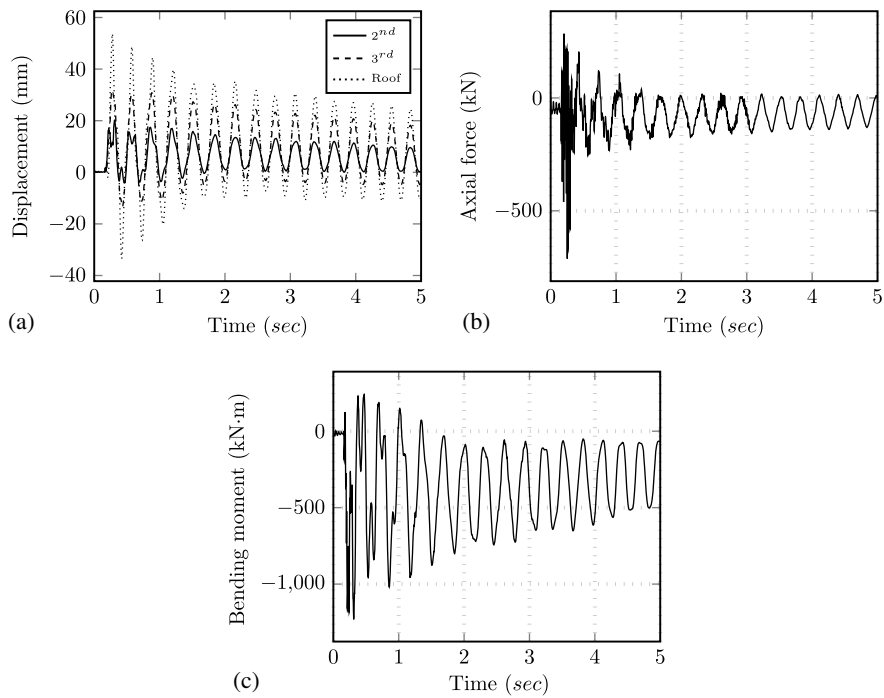 60
40
20
0
−20
−40
Displacement (mm)
0 1 2 3 4 5
Time (sec)
2nd
3rd
Roof
(a)
0
−500
Axial force (kN)
0 1 2 3 4 5
Time (sec)
(b)
0
−500
−1,000
Bending moment (kN·m)
0 1 2 3 4 5
Time (sec)
(c)